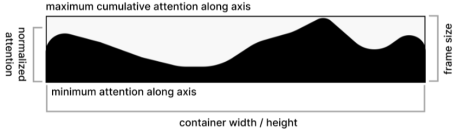 maximum cumulative attention along axis
normalized
attention
frame size
minimum attention along axis
container width / height